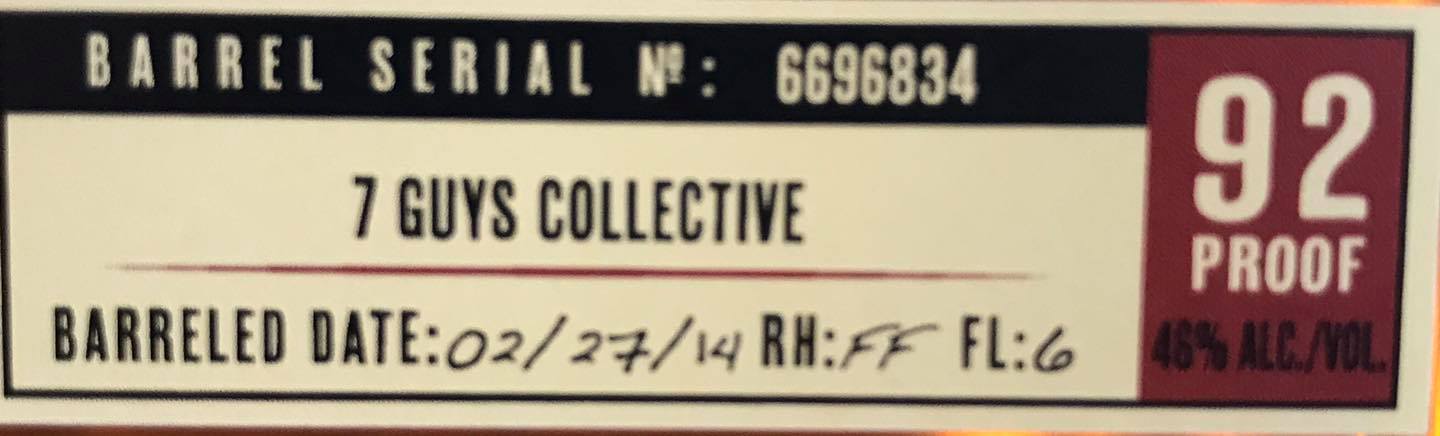 BARREL SERIAL Nº: 6696834
7 GUYS COLLECTIVE
BARRELED DATE: 02/27/14 RH: FF FL: 6
92
PROOF
46% ALC./VOL.